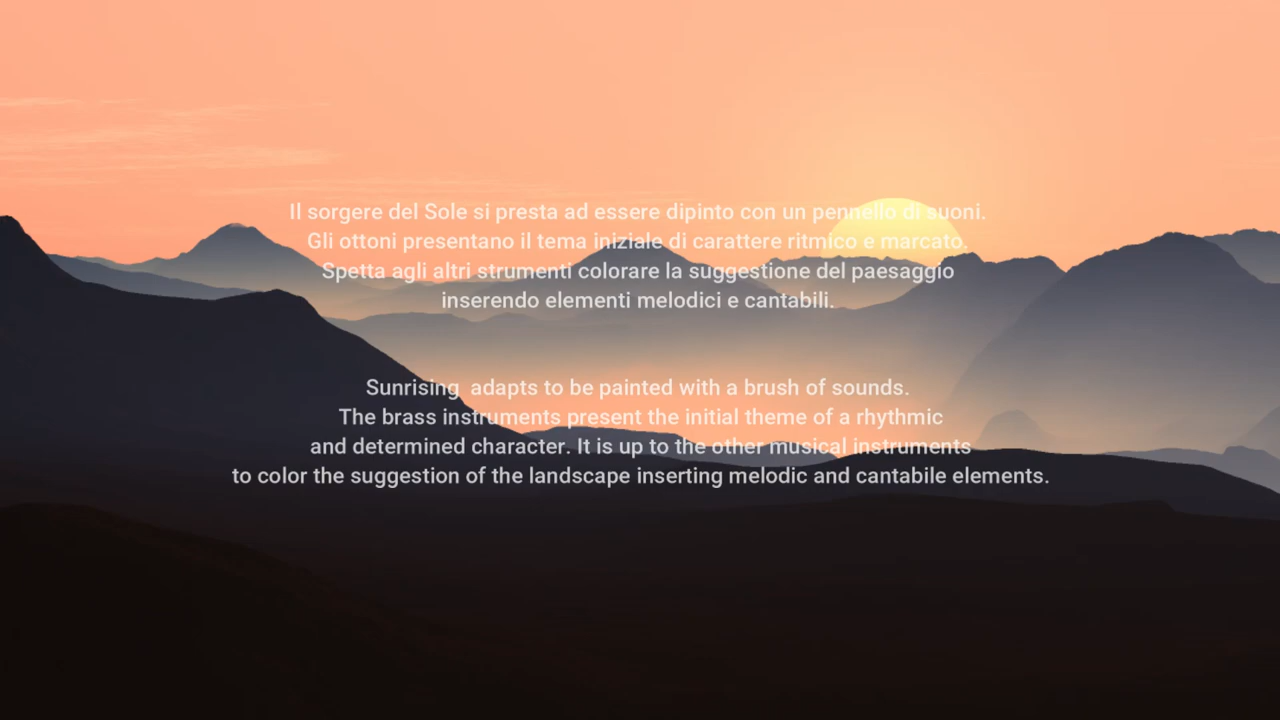 Il sorgere del Sole si presta ad essere dipinto con un pennello di suoni.
Gli ottoni presentano il tema iniziale di carattere ritmico e marcato.
Spetta agli altri strumenti colorare la suggestione del paesaggio
inserendo elementi melodici e cantabili.
Sunrising  adapts to be painted with a brush of sounds.
The brass instruments present the initial theme of a rhythmic
and determined character. It is up to the other musical instruments
to color the suggestion of the landscape inserting melodic and cantabile elements.